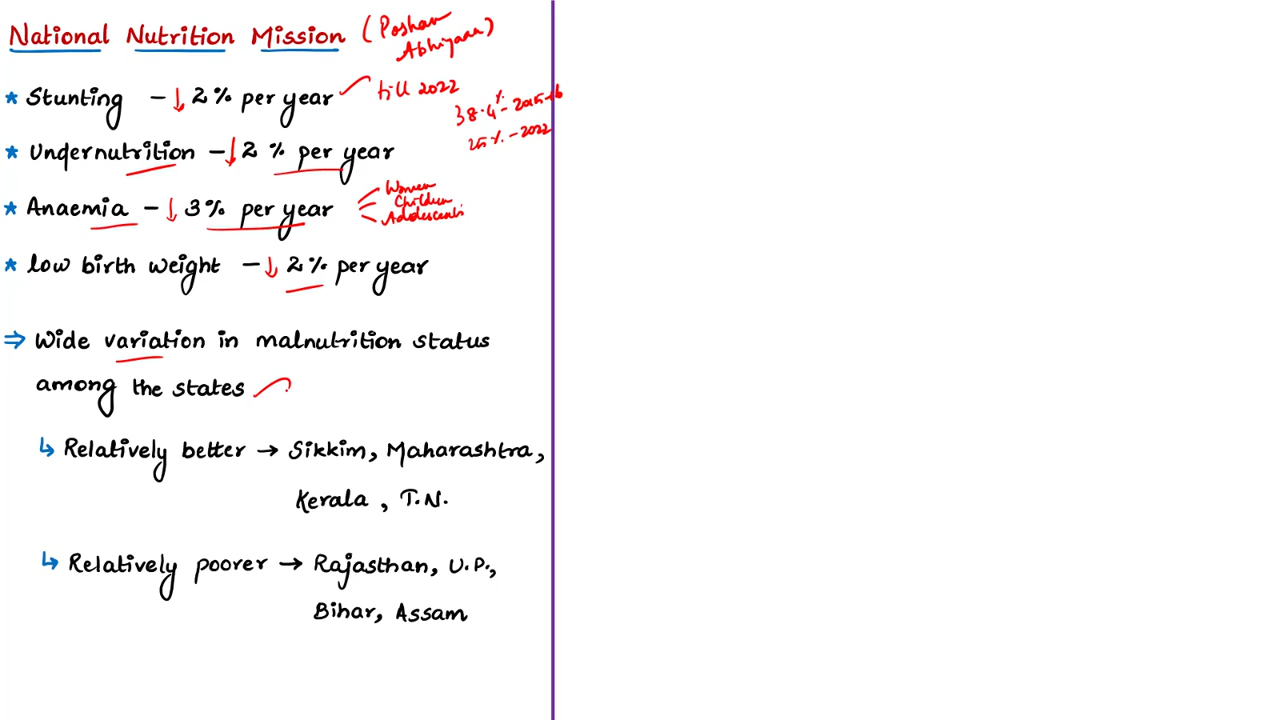 National Nutrition Mission (Poshan
Abhiyaan)
* Stunting - ↓ 2% per year till 2022
38.4% - 2015-16
25% - 2022
* Undernutrition - ↓ 2 % per year
* Anaemia - ↓ 3% per year
Women
Children
Adolescents
* low birth weight - ↓ 2% per year
⇒ Wide variation in malnutrition status
among the states
↳ Relatively better → Sikkim, Maharashtra,
Kerala , T.N.
↳ Relatively poorer → Rajasthan, U.P.,
Bihar, Assam